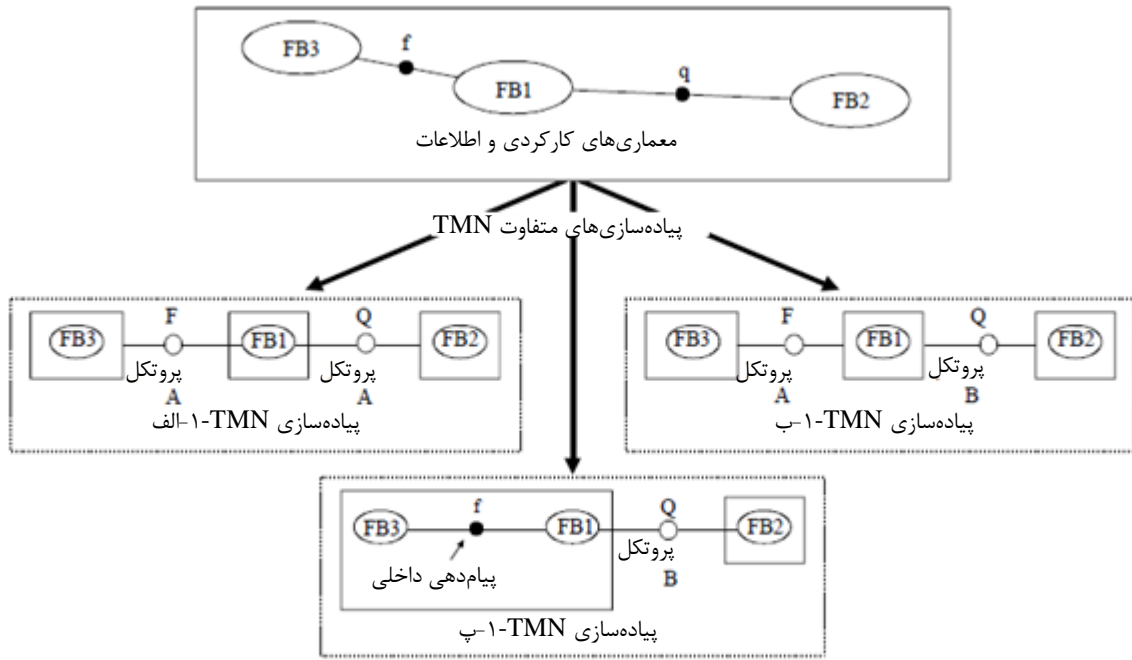 FB3
f
FB1
q
FB2
معماری‌های کارکردی و اطلاعات
پیاده‌سازی‌های متفاوت TMN
FB3
F
پروتکل
A
FB1
Q
پروتکل
A
FB2
پیاده‌سازی TMN-۱-الف
FB3
F
پروتکل
A
FB1
Q
پروتکل
B
FB2
پیاده‌سازی TMN-۱-ب
FB3
f
پیام‌دهی داخلی
FB1
Q
پروتکل
B
FB2
پیاده‌سازی TMN-۱-پ